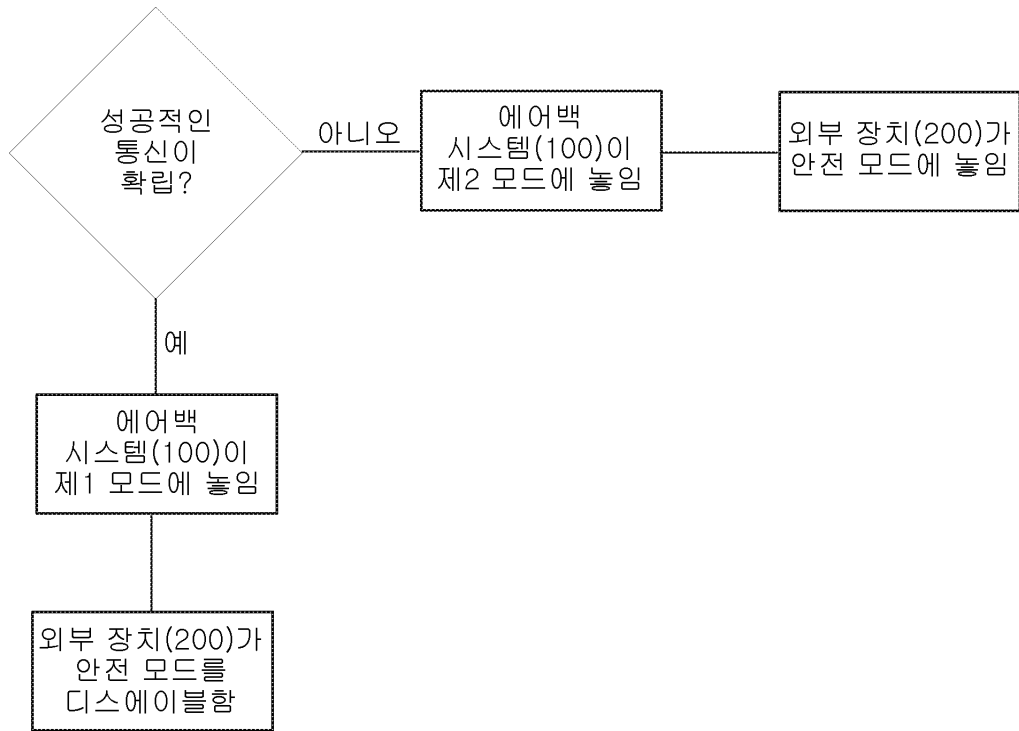 성공적인
통신이
확립?
아니오
에어백
시스템(100)이
제2 모드에 놓임
외부 장치(200)가
안전 모드에 놓임
예
에어백
시스템(100)이
제1 모드에 놓임
외부 장치(200)가
안전 모드를
디스에이블함